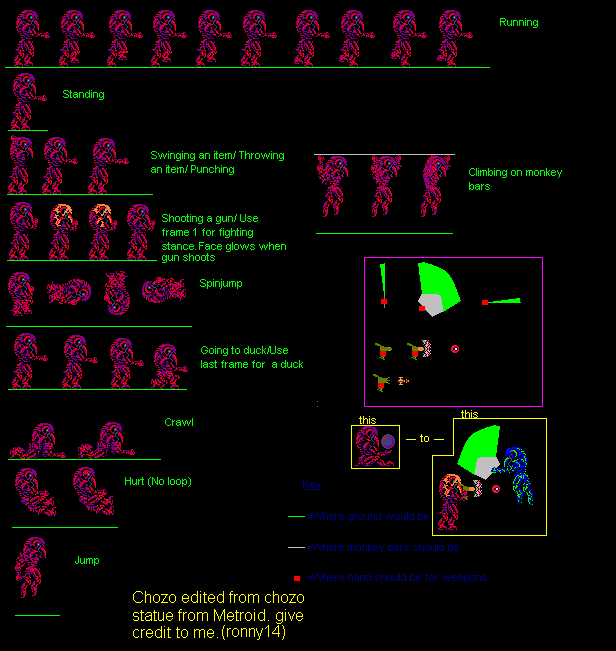 Running
Standing
Swinging an item/ Throwing
an item/ Punching
Climbing on monkey
bars
Shooting a gun/ Use
frame 1 for fighting
stance.Face glows when
gun shoots
Spinjump
Going to duck/Use
last frame for a duck
Crawl
this
to
this
Hurt (No loop)
Key
=Where ground would be
=Where monkey bars should be
=Where hand should be for weapons
Jump
Chozo edited from chozo
statue from Metroid. give
credit to me.(ronny14)